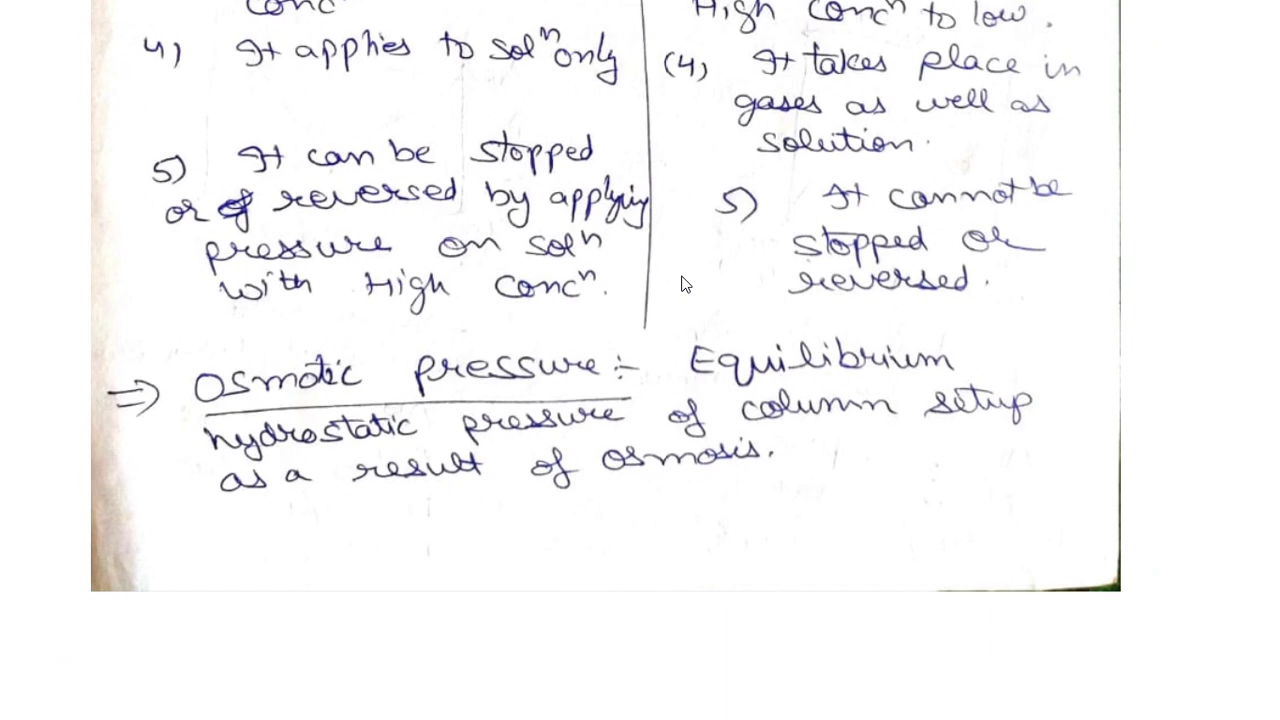 conc
High concn to low.
4) It applies to soln only
(4) It takes place in
gases as well as
solution.
5) It can be stopped
or reversed by applying
pressure on soln
with High concn.
5) It cannot be
stopped or
reversed.
⇒ Osmotic pressure:- Equilibrium
hydrostatic pressure of column setup
as a result of osmosis.